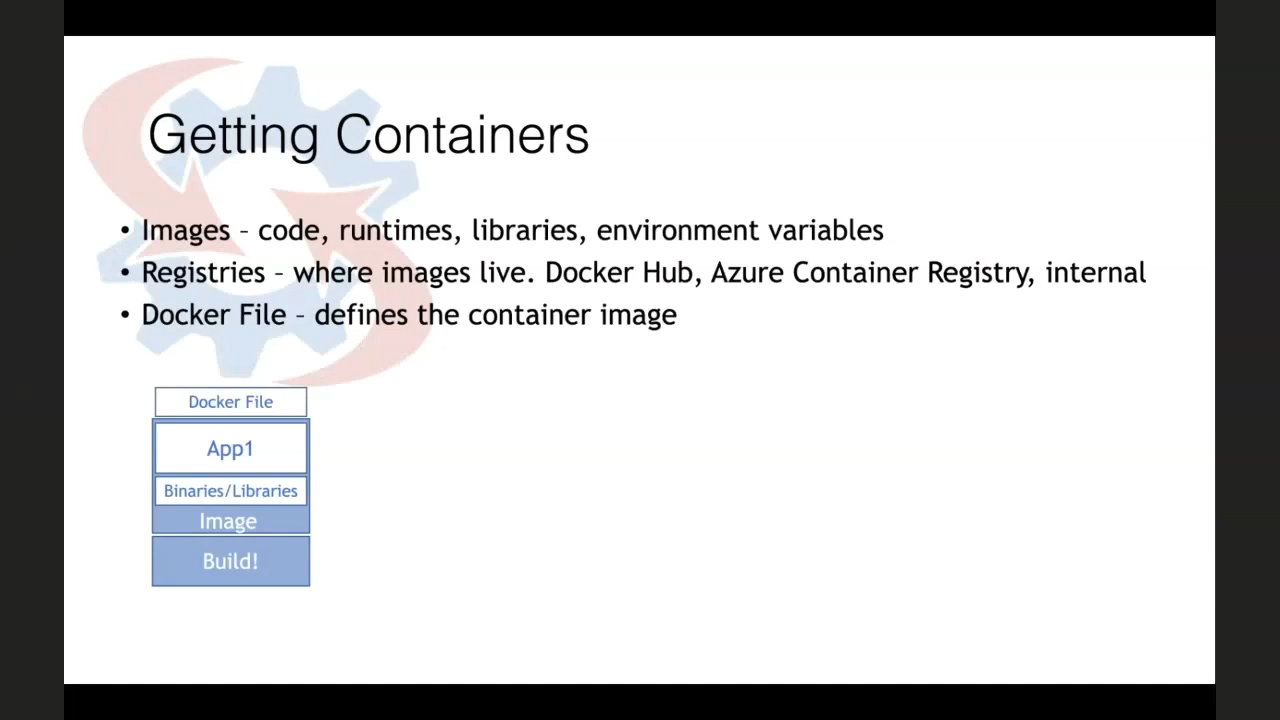 Getting Containers
• Images – code, runtimes, libraries, environment variables
• Registries – where images live. Docker Hub, Azure Container Registry, internal
• Docker File – defines the container image
Docker File
App1
Binaries/Libraries
Image
Build!